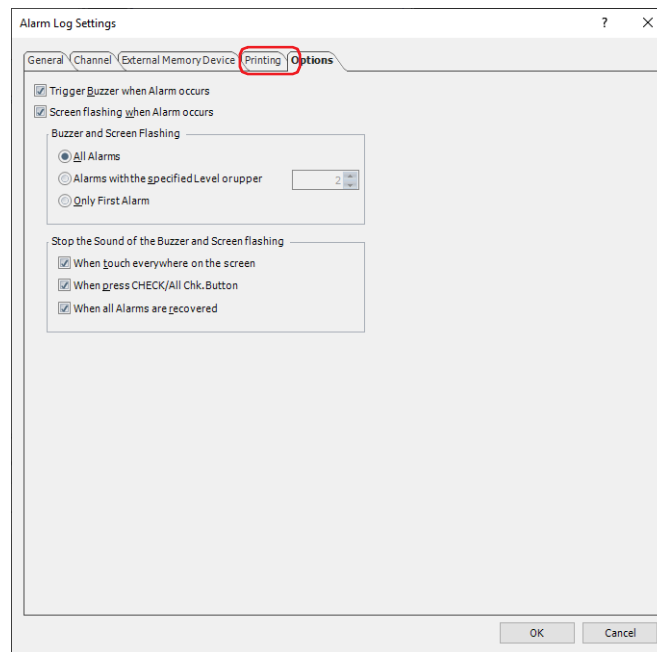 Alarm Log Settings ? ×
General Channel External Memory Device Printing Options
Trigger Buzzer when Alarm occurs
Screen flashing when Alarm occurs
Buzzer and Screen Flashing
All Alarms
Alarms with the specified Level or upper 2
Only First Alarm
Stop the Sound of the Buzzer and Screen flashing
When touch everywhere on the screen
When press CHECK/All Chk. Button
When all Alarms are recovered
OK Cancel